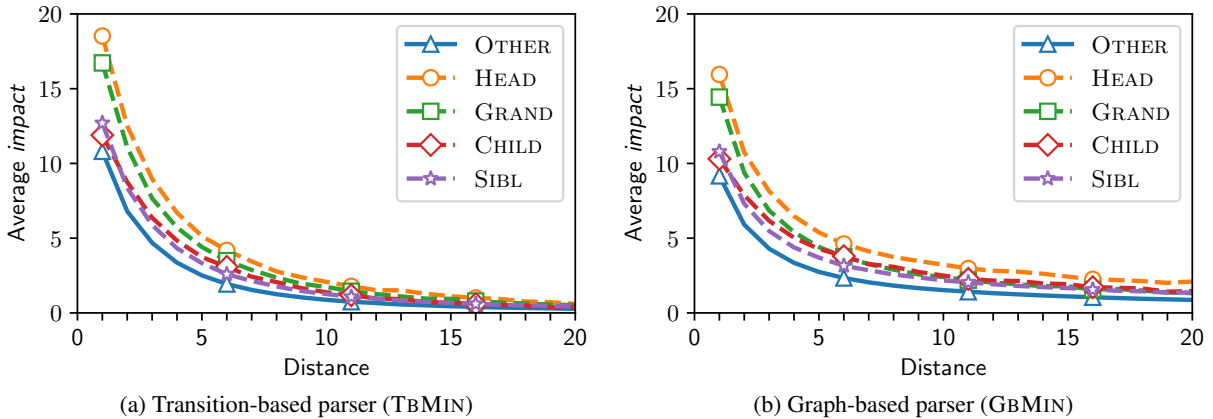 20
15
10
5
0
Average impact
0
5
10
15
20
Distance
OTHER
HEAD
GRAND
CHILD
SIBL
(a) Transition-based parser (TBMIN)
20
15
10
5
0
Average impact
0
5
10
15
20
Distance
OTHER
HEAD
GRAND
CHILD
SIBL
(b) Graph-based parser (GBMIN)